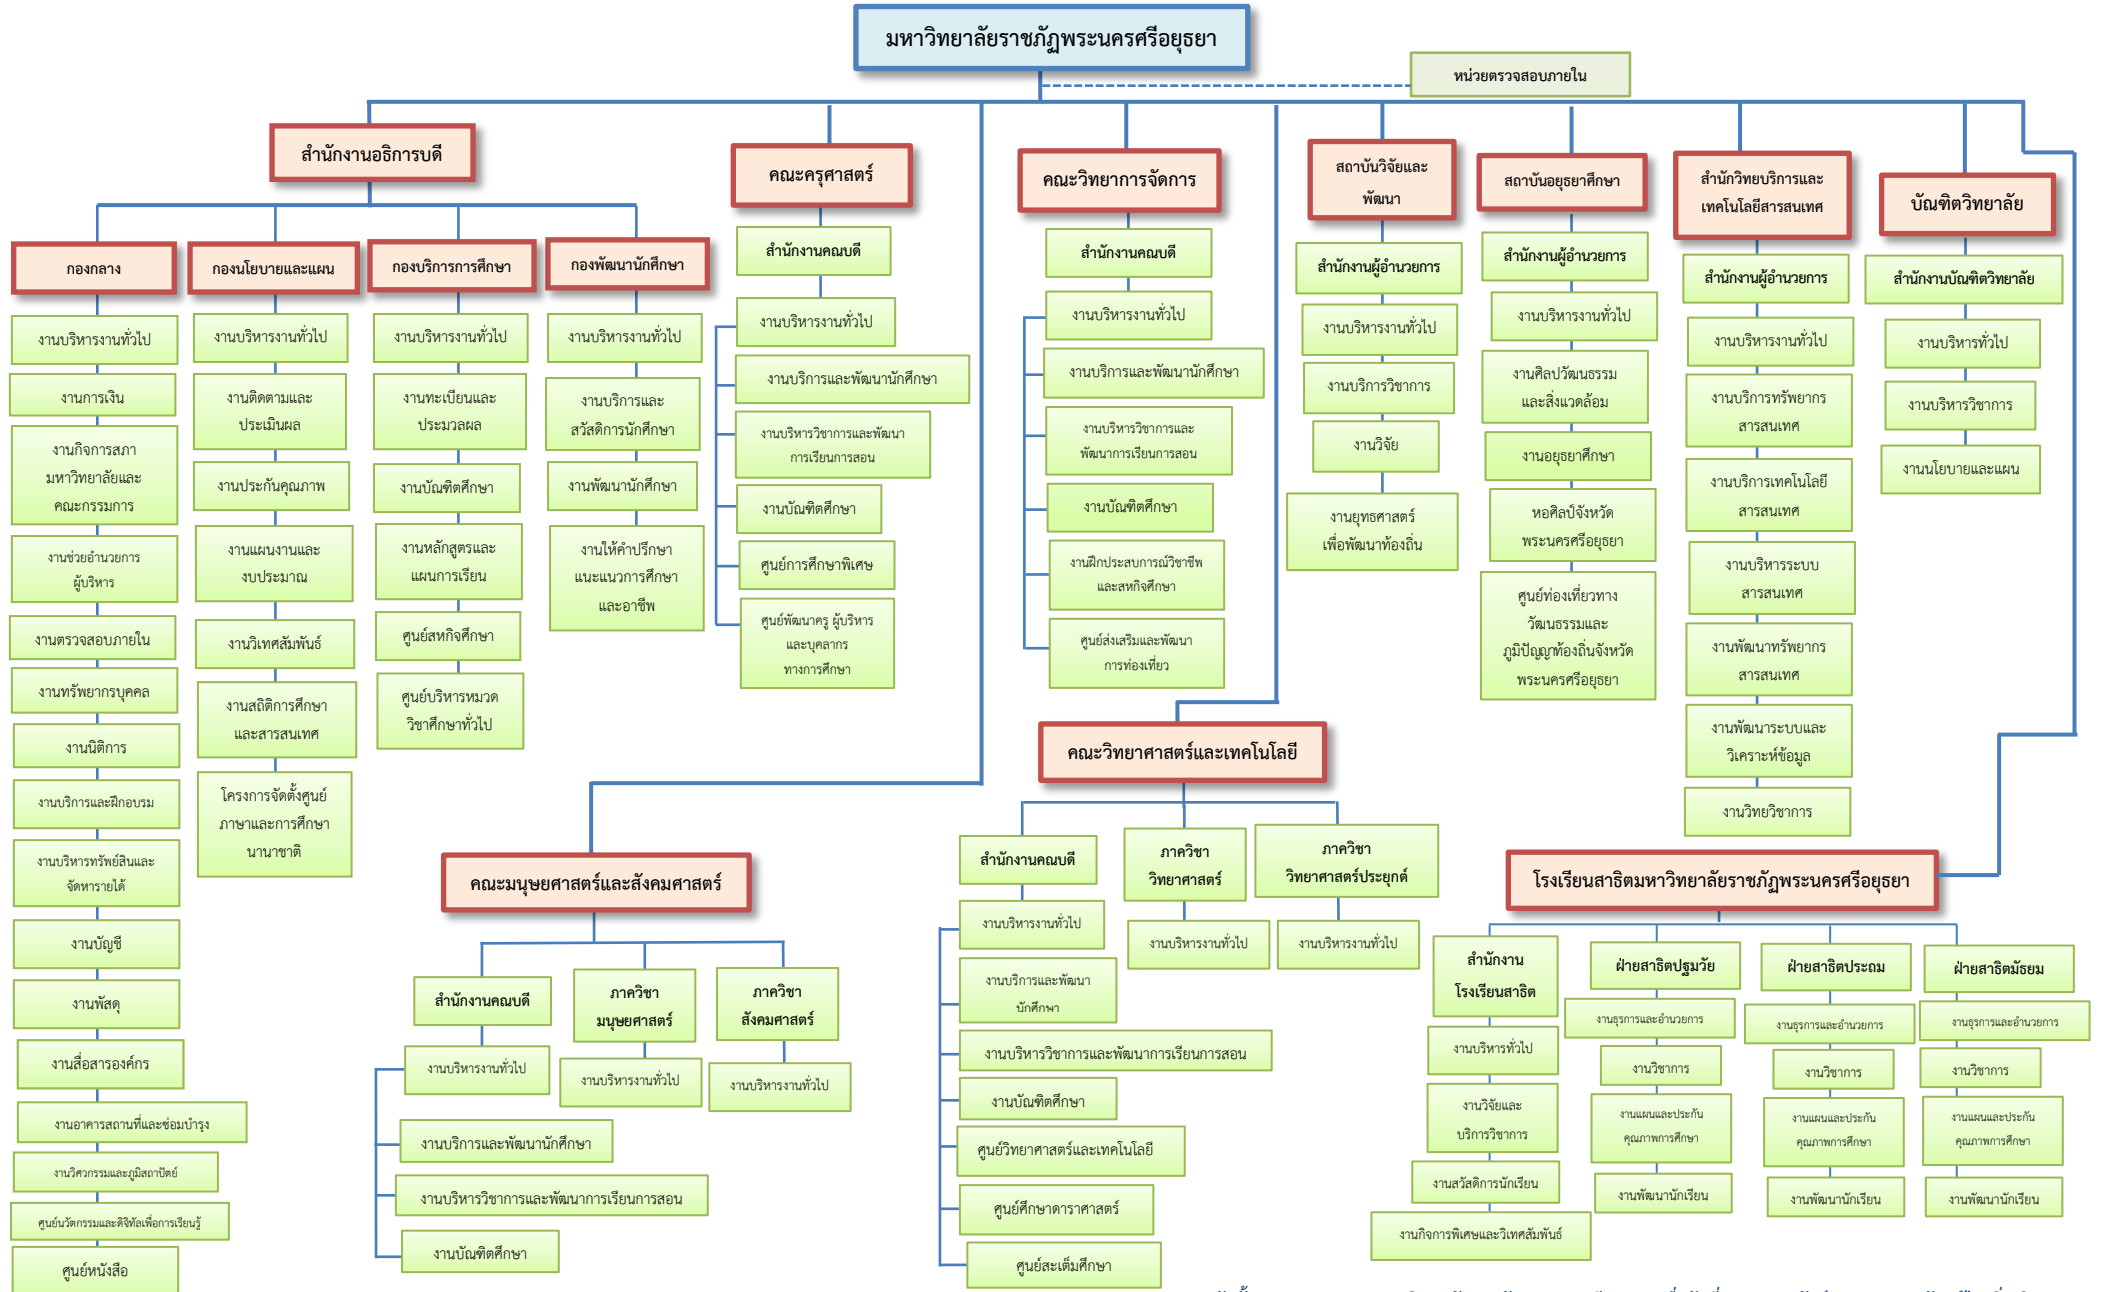 มหาวิทยาลัยราชภัฏพระนครศรีอยุธยา
หน่วยตรวจสอบภายใน
สำนักงานอธิการบดี
กองกลาง
งานบริหารงานทั่วไป
งานการเงิน
งานกิจการสภา
มหาวิทยาลัยและ
คณะกรรมการ
งานช่วยอำนวยการ
ผู้บริหาร
งานตรวจสอบภายใน
งานทรัพยากรบุคคล
งานนิติการ
งานบริการและฝึกอบรม
งานบริหารทรัพย์สินและ
จัดหารายได้
งานบัญชี
งานพัสดุ
งานสื่อสารองค์กร
งานอาคารสถานที่และซ่อมบำรุง
งานวิศวกรรมและภูมิสถาปัตย์
ศูนย์นวัตกรรมและดิจิทัลเพื่อการเรียนรู้
ศูนย์หนังสือ
กองนโยบายและแผน
งานบริหารงานทั่วไป
งานติดตามและ
ประเมินผล
งานประกันคุณภาพ
งานแผนงานและ
งบประมาณ
งานวิเทศสัมพันธ์
งานสถิติการศึกษา
และสารสนเทศ
โครงการจัดตั้งศูนย์
ภาษาและการศึกษา
นานาชาติ
กองบริการการศึกษา
งานบริหารงานทั่วไป
งานทะเบียนและ
ประมวลผล
งานบัณฑิตศึกษา
งานหลักสูตรและ
แผนการเรียน
ศูนย์สหกิจศึกษา
ศูนย์บริหารหมวด
วิชาศึกษาทั่วไป
กองพัฒนานักศึกษา
งานบริหารงานทั่วไป
งานบริการและ
สวัสดิการนักศึกษา
งานพัฒนานักศึกษา
งานให้คำปรึกษา
แนะแนวการศึกษา
และอาชีพ
คณะครุศาสตร์
สำนักงานคณบดี
งานบริหารงานทั่วไป
งานบริการและพัฒนานักศึกษา
งานบริหารวิชาการและพัฒนา
การเรียนการสอน
งานบัณฑิตศึกษา
ศูนย์การศึกษาพิเศษ
ศูนย์พัฒนาครู ผู้บริหาร
และบุคลากร
ทางการศึกษา
คณะวิทยาการจัดการ
สำนักงานคณบดี
งานบริหารงานทั่วไป
งานบริการและพัฒนานักศึกษา
งานบริหารวิชาการและ
พัฒนาการเรียนการสอน
งานบัณฑิตศึกษา
งานฝึกประสบการณ์วิชาชีพ
และสหกิจศึกษา
ศูนย์ส่งเสริมและพัฒนา
การท่องเที่ยว
สถาบันวิจัยและ
พัฒนา
สำนักงานผู้อำนวยการ
งานบริหารงานทั่วไป
งานบริการวิชาการ
งานวิจัย
งานยุทธศาสตร์
เพื่อพัฒนาท้องถิ่น
สถาบันอยุธยาศึกษา
สำนักงานผู้อำนวยการ
งานบริหารงานทั่วไป
งานศิลปวัฒนธรรม
และสิ่งแวดล้อม
งานอยุธยาศึกษา
หอศิลป์จังหวัด
พระนครศรีอยุธยา
ศูนย์ท่องเที่ยวทาง
วัฒนธรรมและ
ภูมิปัญญาท้องถิ่นจังหวัด
พระนครศรีอยุธยา
สำนักวิทยบริการและ
เทคโนโลยีสารสนเทศ
สำนักงานผู้อำนวยการ
งานบริหารงานทั่วไป
งานบริการทรัพยากร
สารสนเทศ
งานบริการเทคโนโลยี
สารสนเทศ
งานบริหารระบบ
สารสนเทศ
งานพัฒนาทรัพยากร
สารสนเทศ
งานพัฒนาระบบและ
วิเคราะห์ข้อมูล
งานวิทยวิชาการ
บัณฑิตวิทยาลัย
สำนักงานบัณฑิตวิทยาลัย
งานบริหารทั่วไป
งานบริหารวิชาการ
งานนโยบายและแผน
คณะมนุษยศาสตร์และสังคมศาสตร์
สำนักงานคณบดี
งานบริหารงานทั่วไป
งานบริการและพัฒนานักศึกษา
งานบริหารวิชาการและพัฒนาการเรียนการสอน
งานบัณฑิตศึกษา
ภาควิชา
มนุษยศาสตร์
งานบริหารงานทั่วไป
ภาควิชา
สังคมศาสตร์
งานบริหารงานทั่วไป
คณะวิทยาศาสตร์และเทคโนโลยี
สำนักงานคณบดี
งานบริหารงานทั่วไป
งานบริการและพัฒนา
นักศึกษา
งานบริหารวิชาการและพัฒนาการเรียนการสอน
งานบัณฑิตศึกษา
ศูนย์วิทยาศาสตร์และเทคโนโลยี
ศูนย์ศึกษาดาราศาสตร์
ศูนย์สะเต็มศึกษา
ภาควิชา
วิทยาศาสตร์
งานบริหารงานทั่วไป
ภาควิชา
วิทยาศาสตร์ประยุกต์
งานบริหารงานทั่วไป
โรงเรียนสาธิตมหาวิทยาลัยราชภัฏพระนครศรีอยุธยา
สำนักงาน
โรงเรียนสาธิต
งานบริหารทั่วไป
งานวิจัยและ
บริการวิชาการ
งานสวัสดิการนักเรียน
งานกิจการพิเศษและวิเทศสัมพันธ์
ฝ่ายสาธิตปฐมวัย
งานธุรการและอำนวยการ
งานวิชาการ
งานแผนและประกัน
คุณภาพการศึกษา
งานพัฒนานักเรียน
ฝ่ายสาธิตประถม
งานธุรการและอำนวยการ
งานวิชาการ
งานแผนและประกัน
คุณภาพการศึกษา
งานพัฒนานักเรียน
ฝ่ายสาธิตมัธยม
งานธุรการและอำนวยการ
งานวิชาการ
งานแผนและประกัน
คุณภาพการศึกษา
งานพัฒนานักเรียน